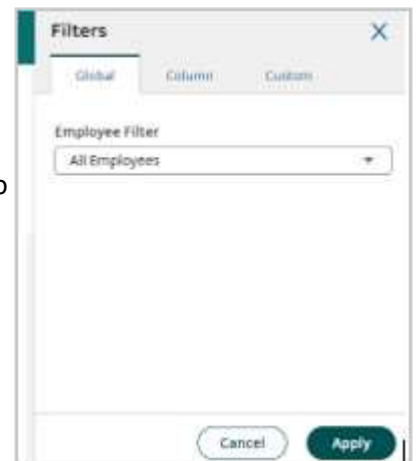 Filters
Global Column Custom
Employee Filter
All Employees
Cancel Apply